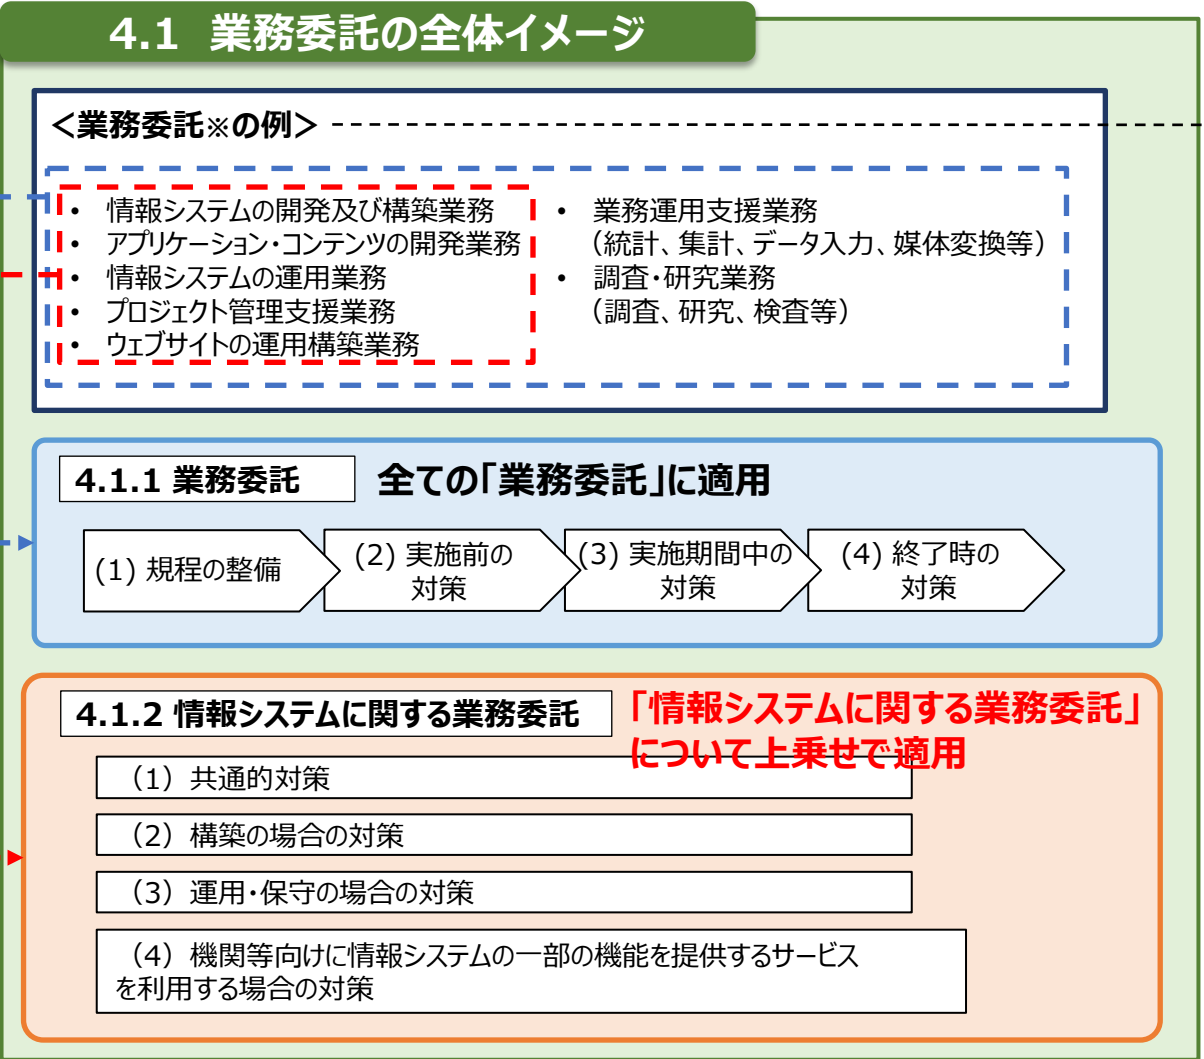 4.1 業務委託の全体イメージ
<業務委託※の例>
• 情報システムの開発及び構築業務
• アプリケーション・コンテンツの開発業務
• 情報システムの運用業務
• プロジェクト管理支援業務
• ウェブサイトの運用構築業務
• 業務運用支援業務
（統計、集計、データ入力、媒体変換等）
• 調査・研究業務
（調査、研究、検査等）
4.1.1 業務委託
全ての「業務委託」に適用
(1) 規程の整備
(2) 実施前の
対策
(3) 実施期間中の
対策
(4) 終了時の
対策
4.1.2 情報システムに関する業務委託
「情報システムに関する業務委託」
について上乗せで適用
（1）共通的対策
（2）構築の場合の対策
（3）運用・保守の場合の対策
（4）機関等向けに情報システムの一部の機能を提供するサービス
を利用する場合の対策